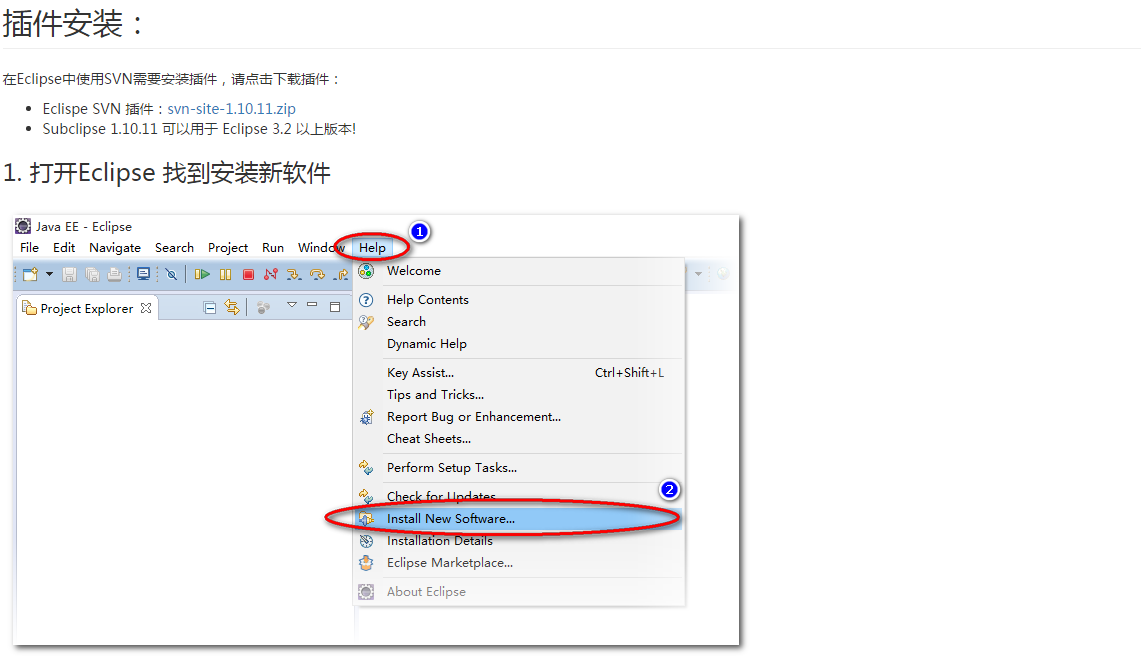 插件安装：
在Eclipse中使用SVN需要安装插件，请点击下载插件：
Eclispe SVN 插件：svn-site-1.10.11.zip
Subclipse 1.10.11 可以用于 Eclipse 3.2 以上版本!
1. 打开Eclipse 找到安装新软件
Java EE - Eclipse
1
File Edit Navigate Search Project Run Window Help
Welcome
Project Explorer
Help Contents
Search
Dynamic Help
Key Assist... Ctrl+Shift+L
Tips and Tricks...
Report Bug or Enhancement...
Cheat Sheets...
Perform Setup Tasks...
Check for Updates
2
Install New Software...
Installation Details
Eclipse Marketplace...
About Eclipse